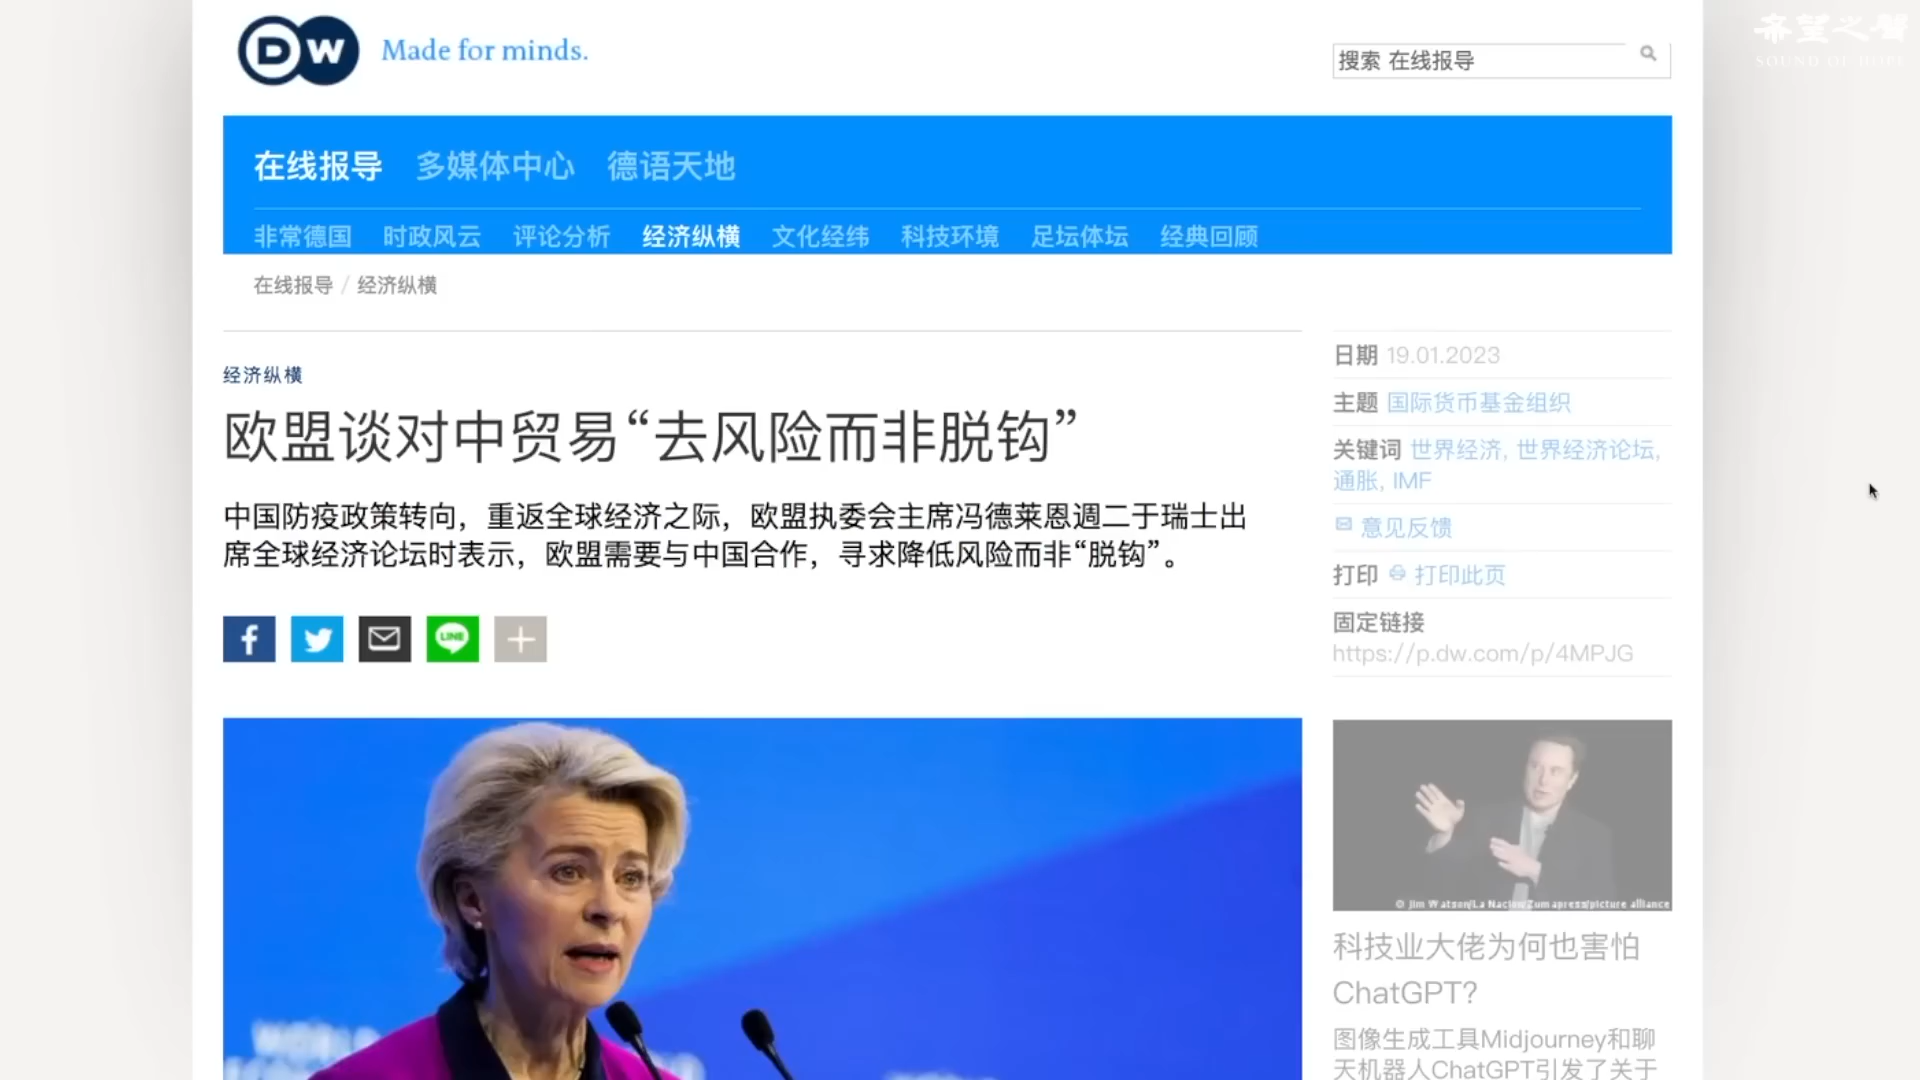 DW Made for minds.
希望之聲
SOUND OF HOPE
搜索 在线报导
在线报导 多媒体中心 德语天地
非常德国 时政风云 评论分析 经济纵横 文化经纬 科技环境 足坛体坛 经典回顾
在线报导 / 经济纵横
经济纵横
欧盟谈对中贸易“去风险而非脱钩”
中国防疫政策转向，重返全球经济之际，欧盟执委会主席冯德莱恩週二于瑞士出
席全球经济论坛时表示，欧盟需要与中国合作，寻求降低风险而非“脱钩”。
LINE
日期 19.01.2023
主题 国际货币基金组织
关键词 世界经济, 世界经济论坛,
通胀, IMF
意见反馈
打印 打印此页
固定链接
https://p.dw.com/p/4MPJG
© Jim Watson/La Nacion/Zumapress/picture alliance
科技业大佬为何也害怕
ChatGPT?
图像生成工具Midjourney和聊
天机器人ChatGPT引发了关于